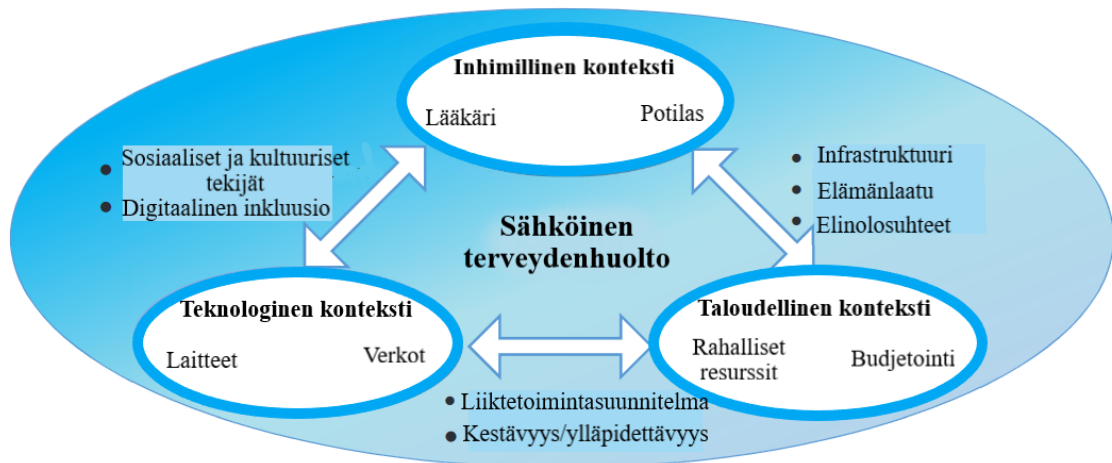 Inhimillinen konteksti
Lääkäri
Potilas
● Sosiaaliset ja kultuuriset
tekijät
● Digitaalinen inkluusio
● Infrastruktuuri
● Elämänlaatu
● Elinolosuhteet
Sähköinen
terveydenhuolto
Teknologinen konteksti
Laitteet
Verkot
Taloudellinen konteksti
Rahalliset
resurssit
Budjetointi
● Liiktetoimintasuunnitelma
● Kestävyys/ylläpidettävyys